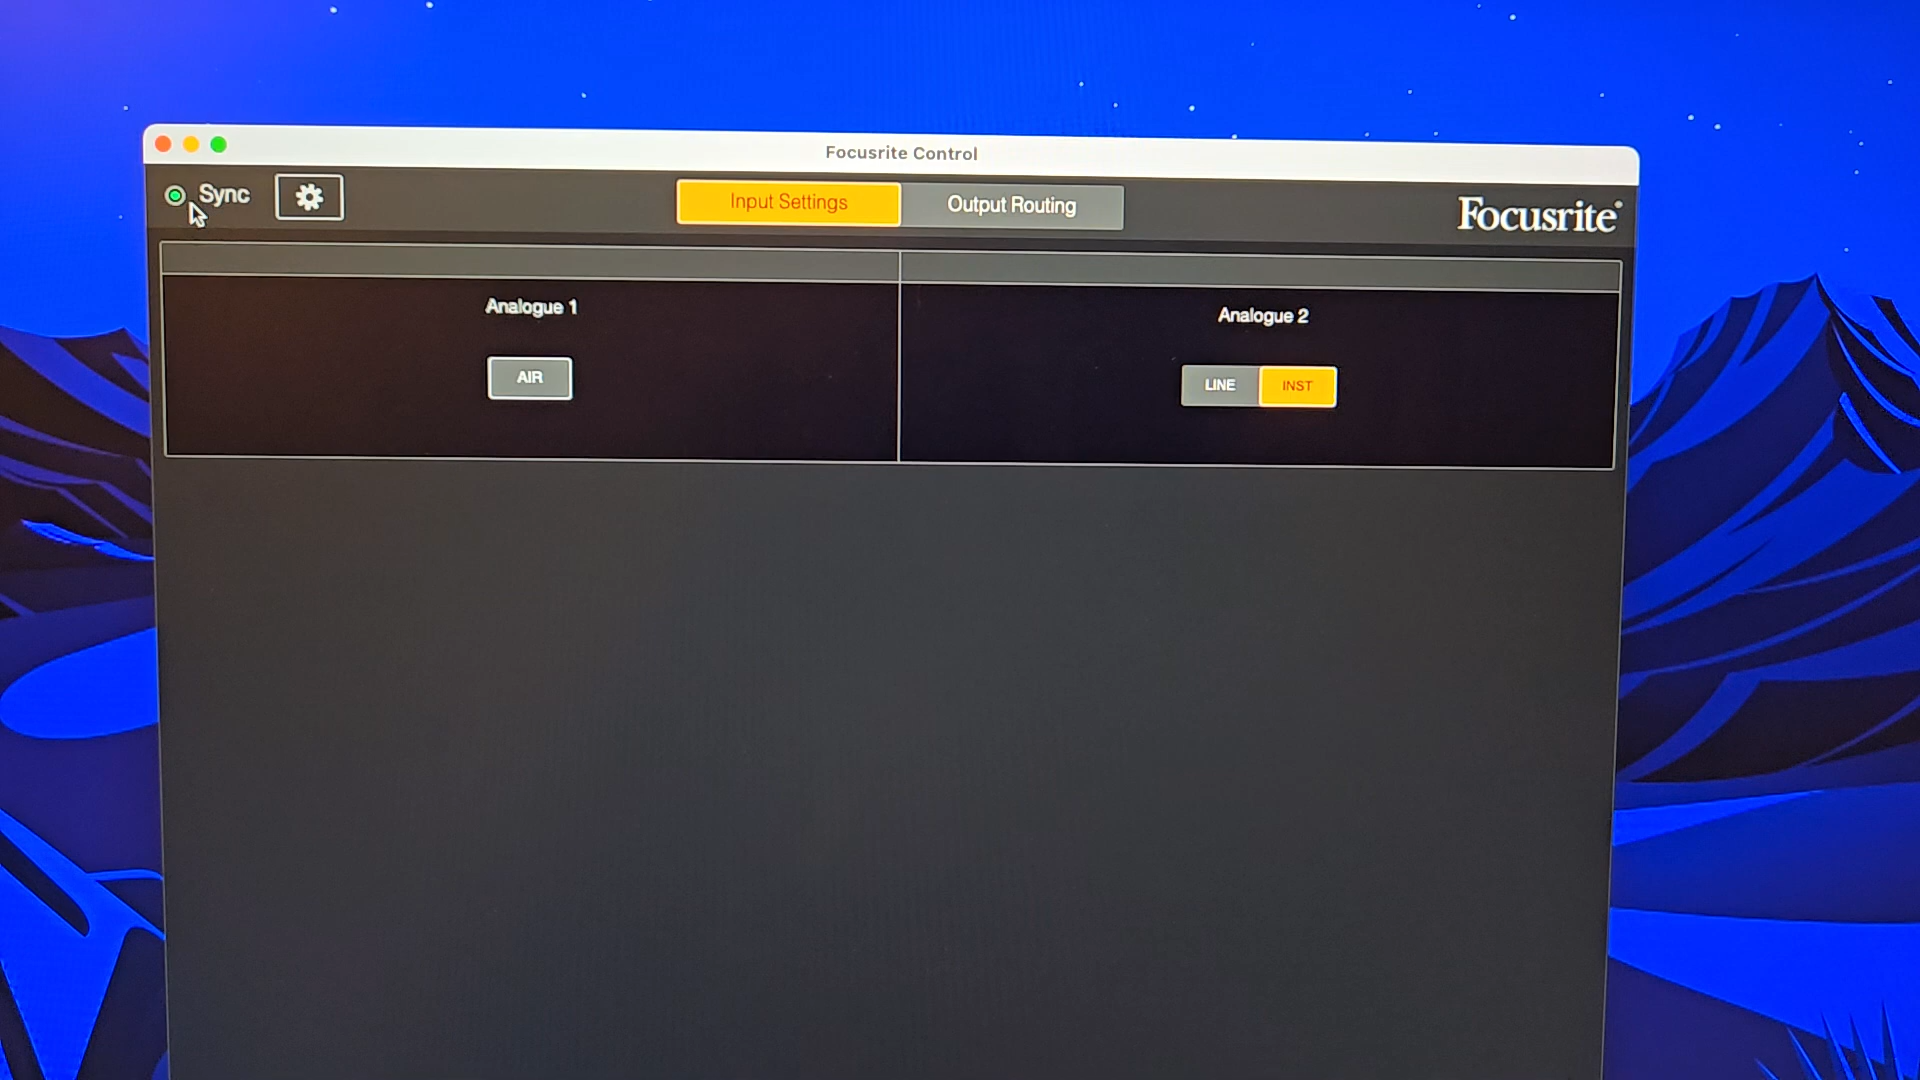 Focusrite Control
Sync
Input Settings
Output Routing
Focusrite®
Analogue 1
Analogue 2
AIR
LINE
INST